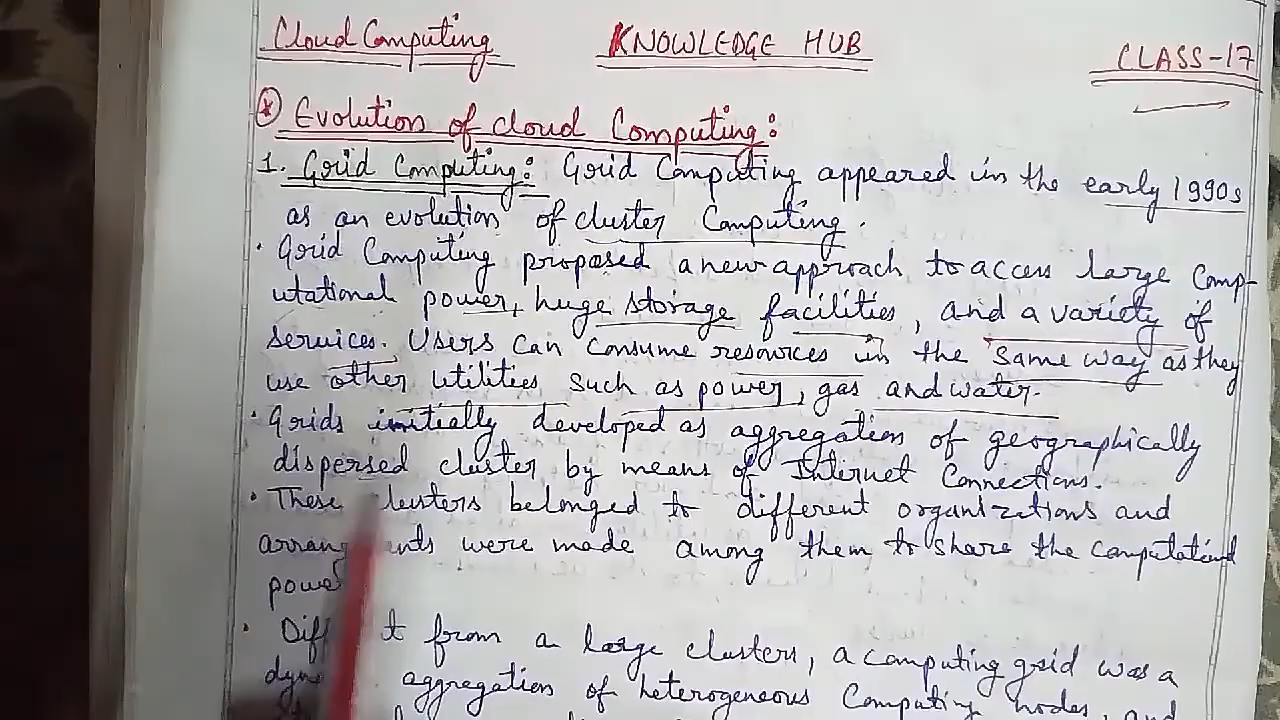 Cloud Computing KNOWLEDGE HUB CLASS-17
* Evolution of cloud Computing:
1. Grid Computing: Grid Computing appeared in the early 1990s
as an evolution of cluster Computing.
· Grid Computing proposed a new approach to access large Comp-
utational power, huge storage facilities, and a variety of
services. Users can consume resources in the same way as they
use other utilities such as power, gas and water.
· Grids initially developed as aggregation of geographically
dispersed cluster by means of Internet Connections.
· These clusters belonged to different organizations and
were made among them to share the computational
· from a large clusters, a computing grid was a
aggregation of heterogeneous Computing nodes, and